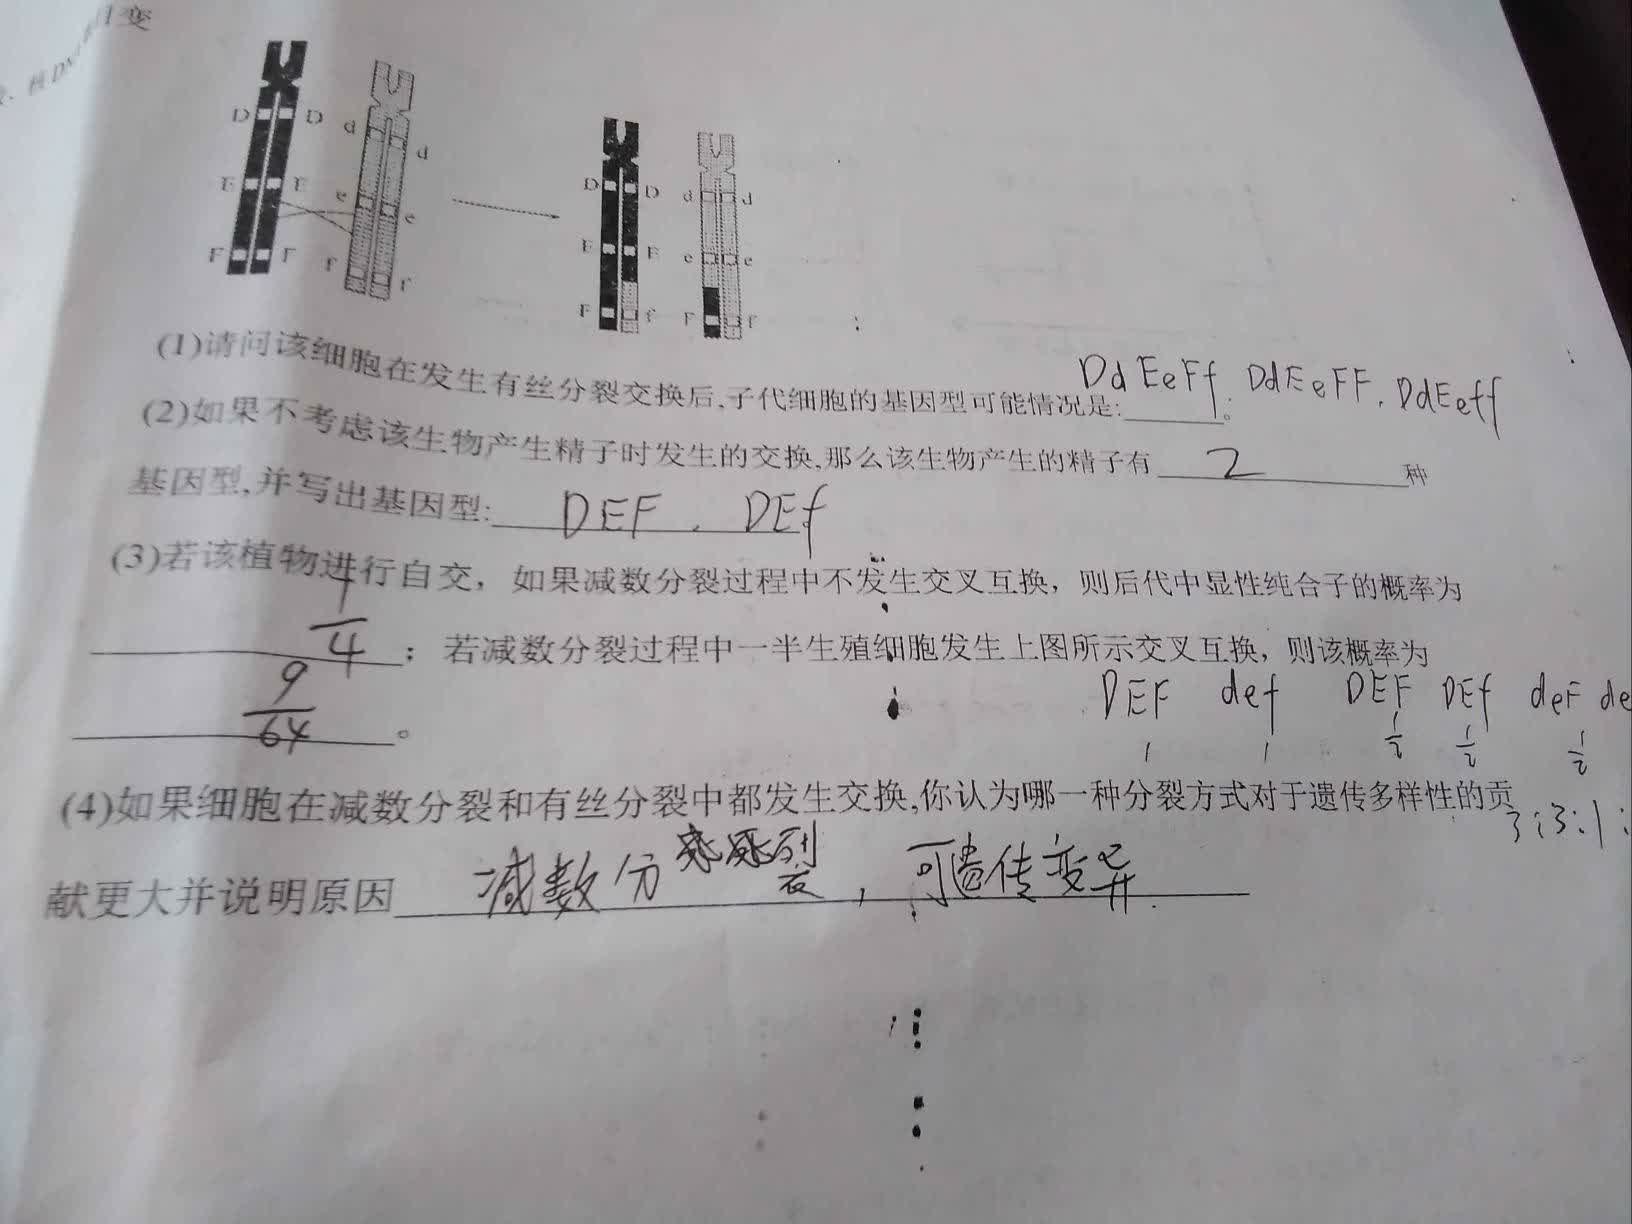 变
D D d d
E E e e
F F f f
D D d d
E E e e
F f F f
(1)请问该细胞在发生有丝分裂交换后,子代细胞的基因型可能情况是:DdEeFf. DdEeFF. DdEeff。
(2)如果不考虑该生物产生精子时发生的交换,那么该生物产生的精子有 2 种
基因型,并写出基因型: DEF . DEf
(3)若该植物进行自交，如果减数分裂过程中不发生交叉互换，则后代中显性纯合子的概率为
1/4 ；若减数分裂过程中一半生殖细胞发生上图所示交叉互换，则该概率为
9/64 。
DEF def DEF DEf deF de
1 1 1/2 1/2 1/2
(4)如果细胞在减数分裂和有丝分裂中都发生交换,你认为哪一种分裂方式对于遗传多样性的贡
3:3:1:
献更大并说明原因 减数分裂，可遗传变异.